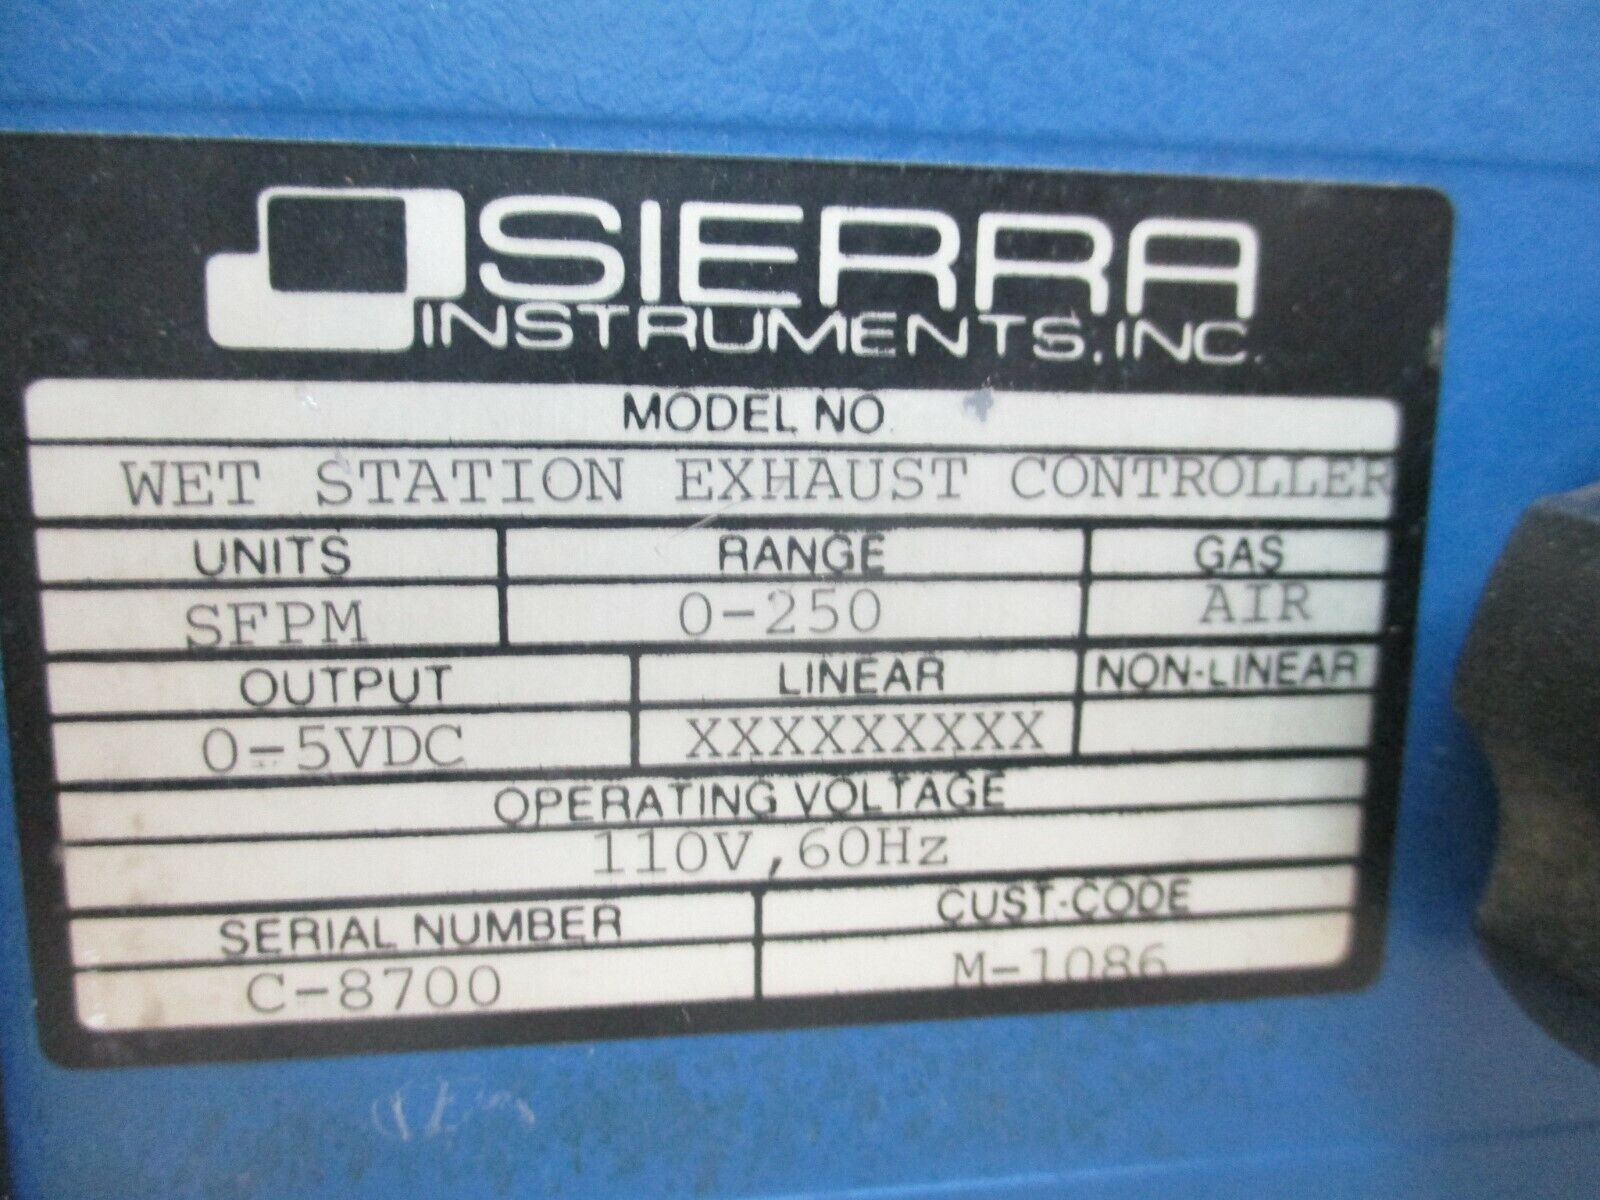 SIERRA
INSTRUMENTS, INC.
MODEL NO.
WET STATION EXHAUST CONTROLLER
UNITS RANGE GAS
SFPM 0-250 AIR
OUTPUT LINEAR NON-LINEAR
0-5VDC XXXXXXXXX
OPERATING VOLTAGE
110V,60Hz
SERIAL NUMBER CUST-CODE
C-8700 M-1086